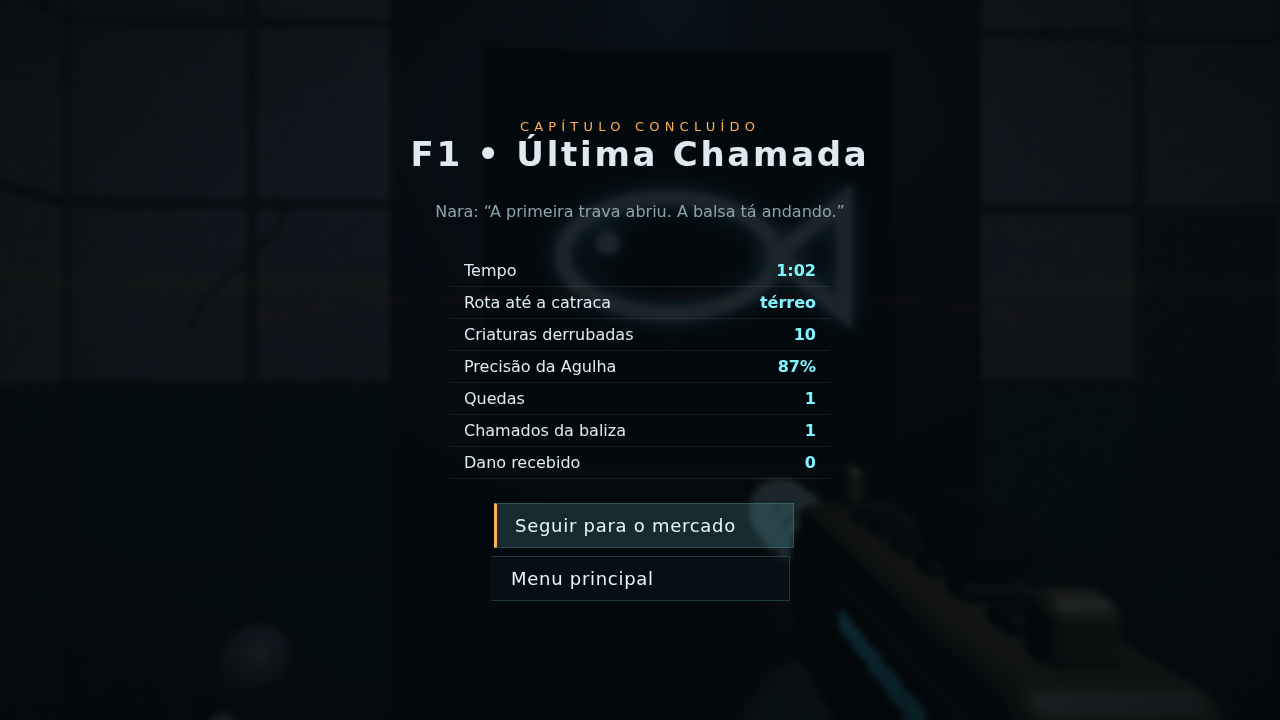 CAPÍTULO CONCLUÍDO
F1 • Última Chamada
Nara: “A primeira trava abriu. A balsa tá andando.”
Tempo 1:02
Rota até a catraca térreo
Criaturas derrubadas 10
Precisão da Agulha 87%
Quedas 1
Chamados da baliza 1
Dano recebido 0
Seguir para o mercado
Menu principal